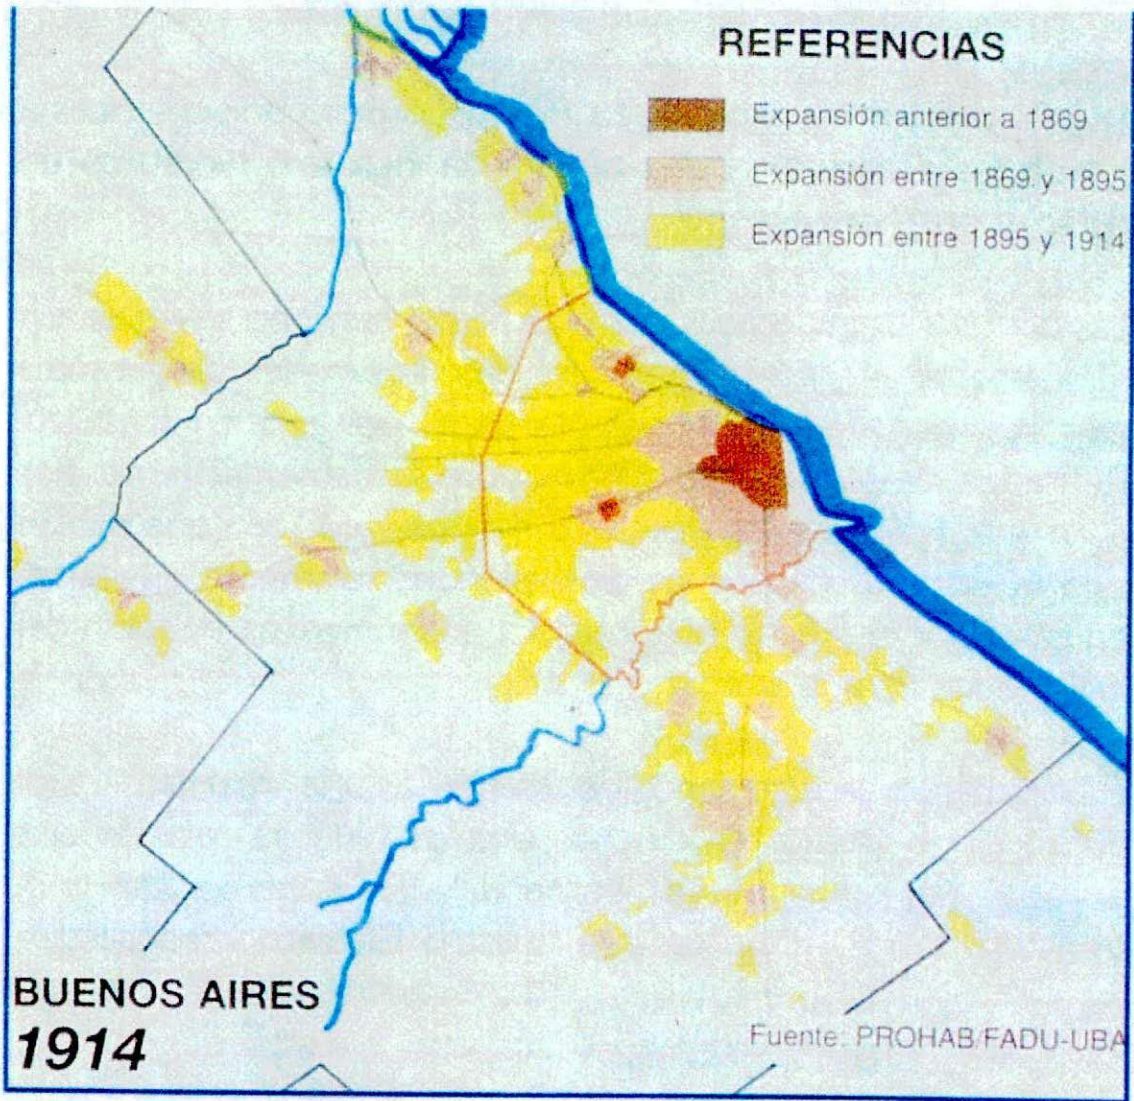 REFERENCIAS
Expansión anterior a 1869
Expansión entre 1869 y 1895
Expansión entre 1895 y 1914
BUENOS AIRES
1914
Fuente: PROHAB/FADU-UBA